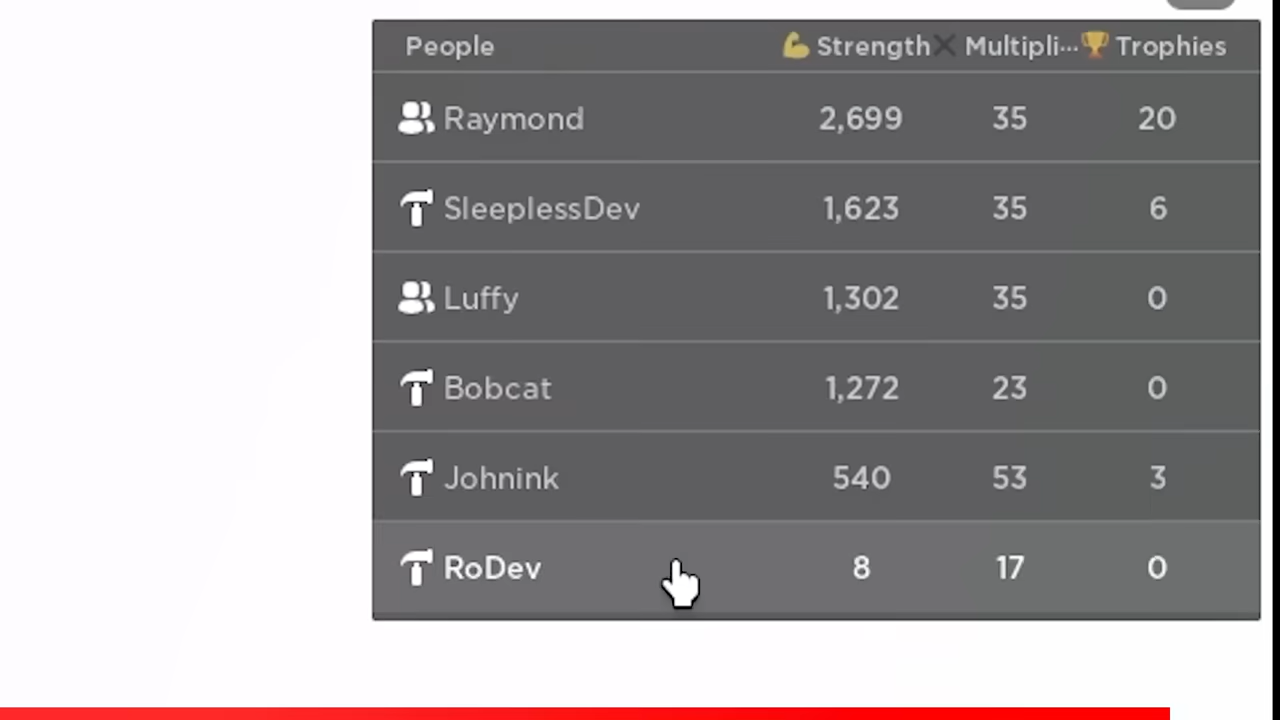 People 💪 Strength ✕ Multipli··· 🏆 Trophies
Raymond 2,699 35 20
SleeplessDev 1,623 35 6
Luffy 1,302 35 0
Bobcat 1,272 23 0
Johnink 540 53 3
RoDev 8 17 0